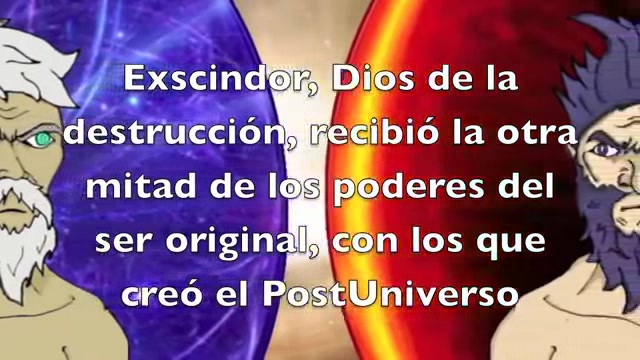 Exscindor, Dios de la
destrucción, recibió la otra
mitad de los poderes del
ser original, con los que
creó el PostUniverso